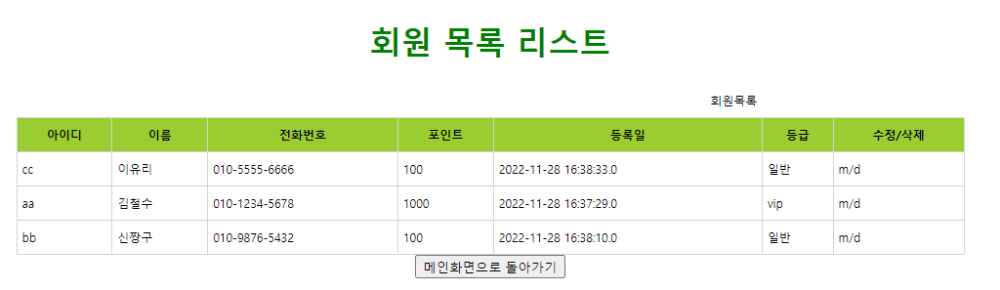 회원 목록 리스트
회원목록
아이디 이름 전화번호 포인트 등록일 등급 수정/삭제
cc 이유리 010-5555-6666 100 2022-11-28 16:38:33.0 일반 m/d
aa 김철수 010-1234-5678 1000 2022-11-28 16:37:29.0 vip m/d
bb 신짱구 010-9876-5432 100 2022-11-28 16:38:10.0 일반 m/d
메인화면으로 돌아가기